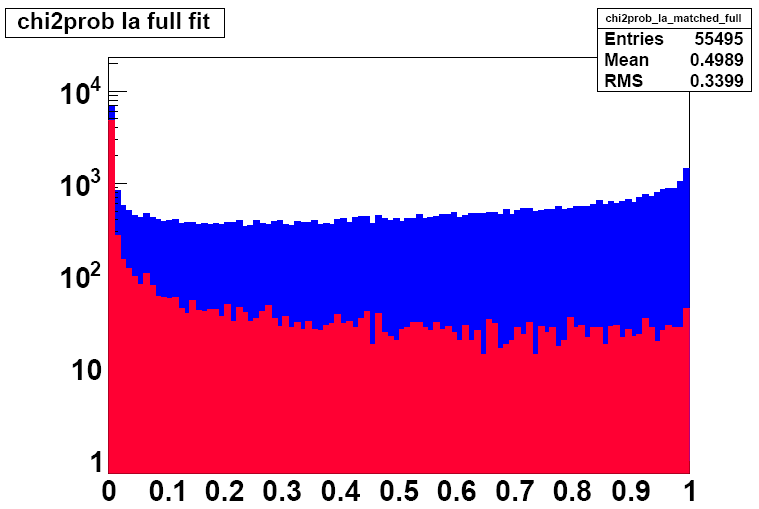 chi2prob la full fit
chi2prob_la_matched_full
Entries 55495
Mean 0.4989
RMS 0.3399
10^4
10^3
10^2
10
1
0 0.1 0.2 0.3 0.4 0.5 0.6 0.7 0.8 0.9 1